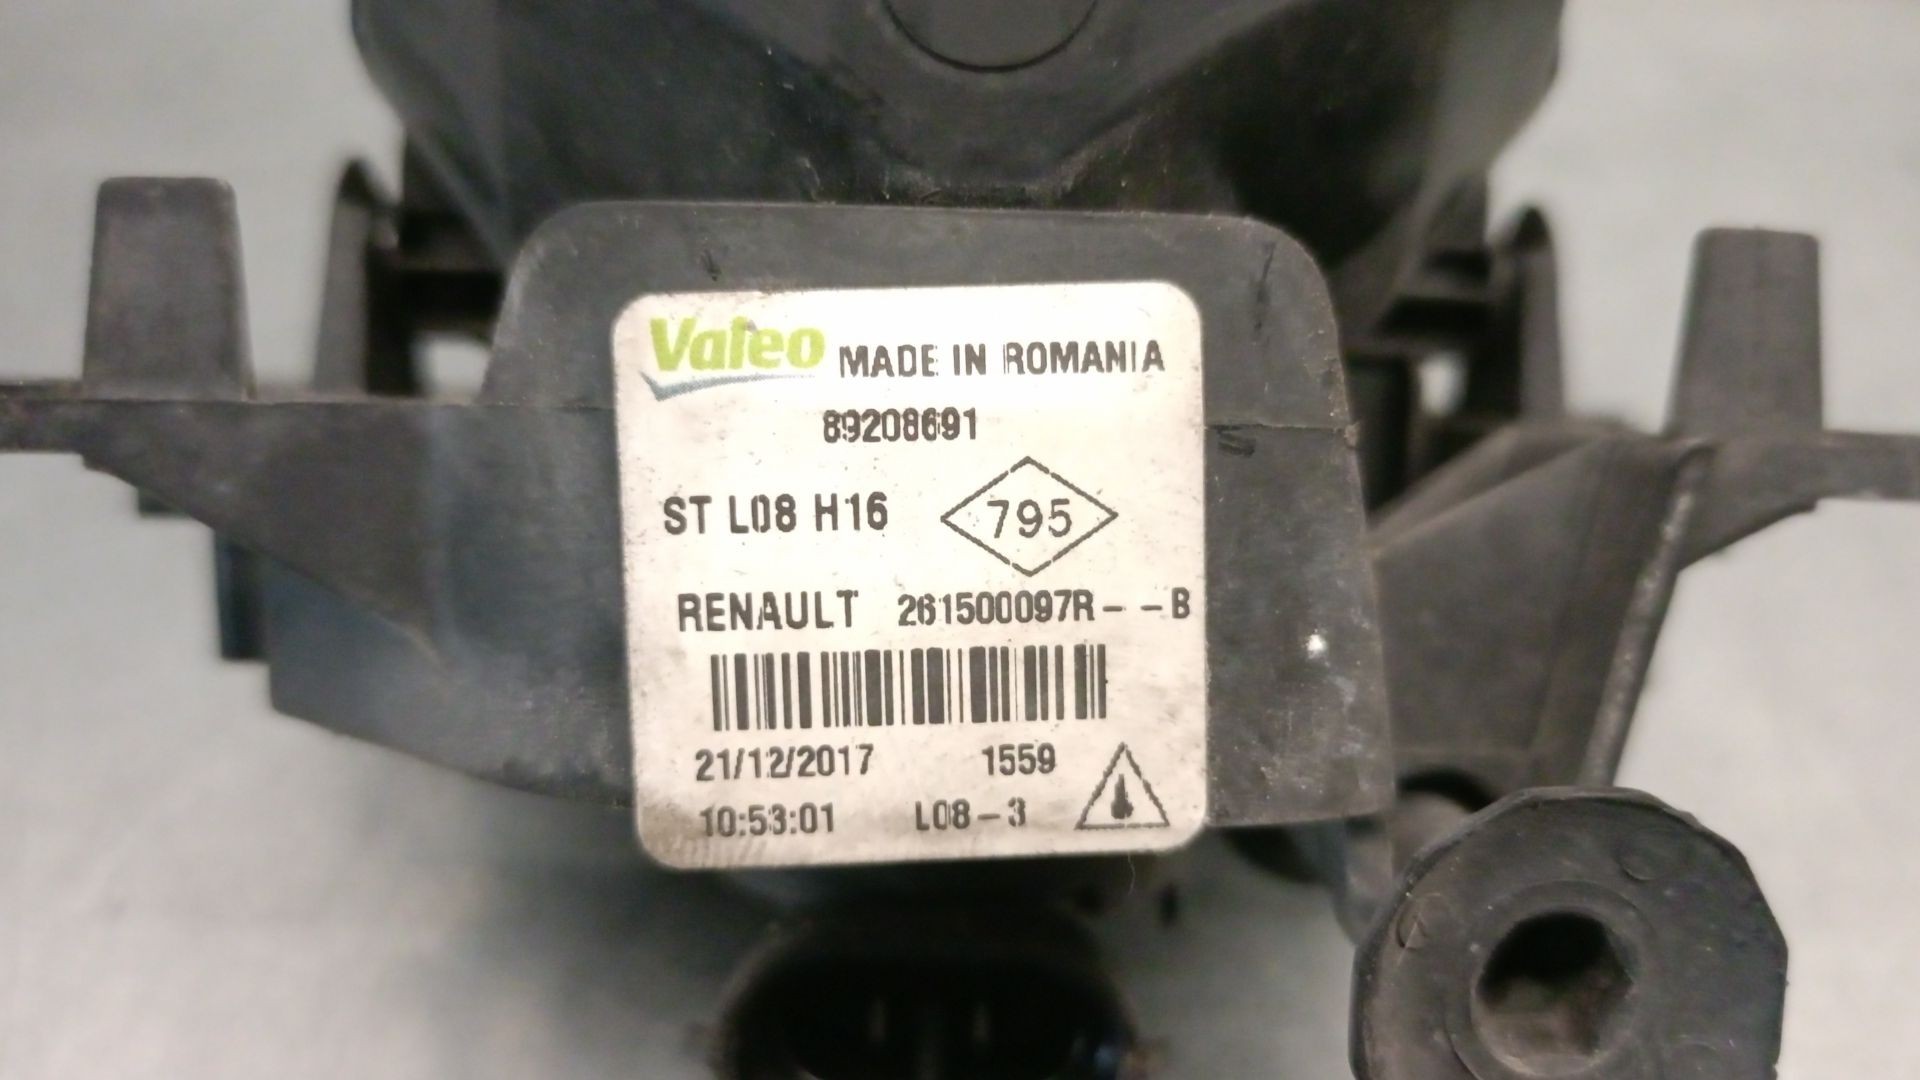 Valeo MADE IN ROMANIA
89208691
ST L08 H16 795
RENAULT 261500097R--B
21/12/2017 1559
10:53:01 L08-3